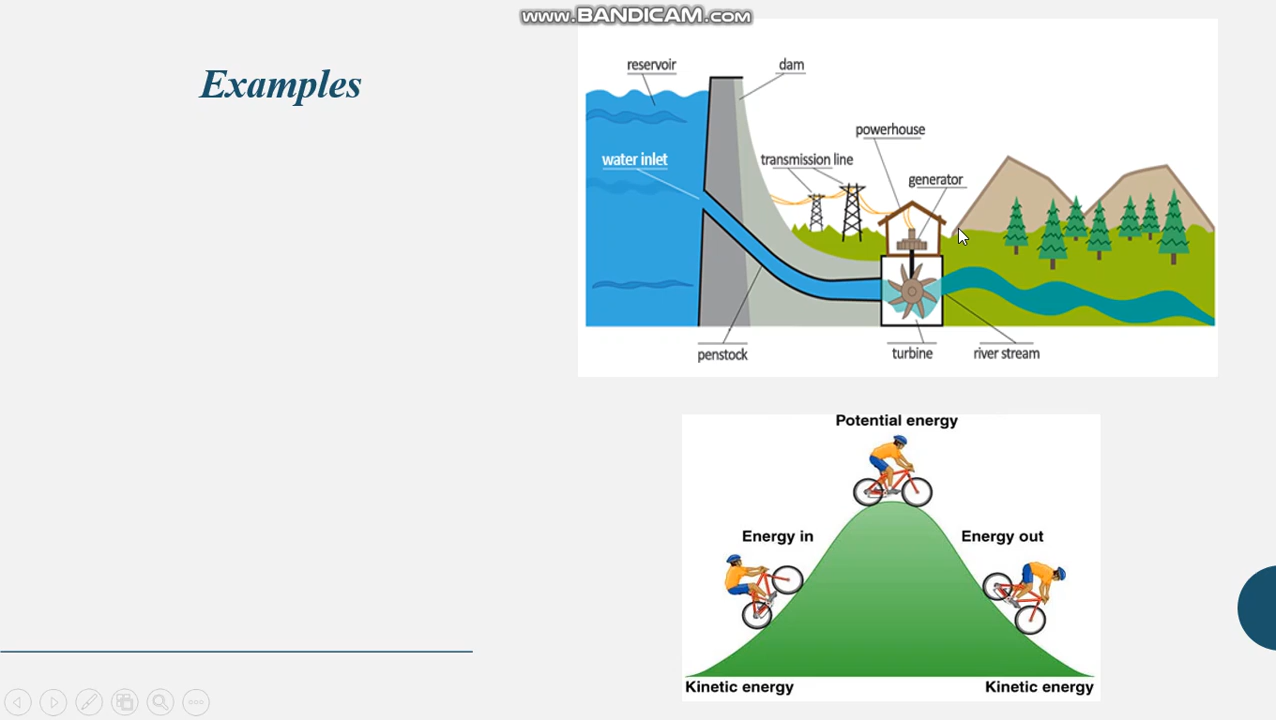 www.BANDICAM.com
Examples
reservoir
dam
powerhouse
water inlet
transmission line
generator
penstock
turbine
river stream
Potential energy
Energy in
Energy out
Kinetic energy
Kinetic energy